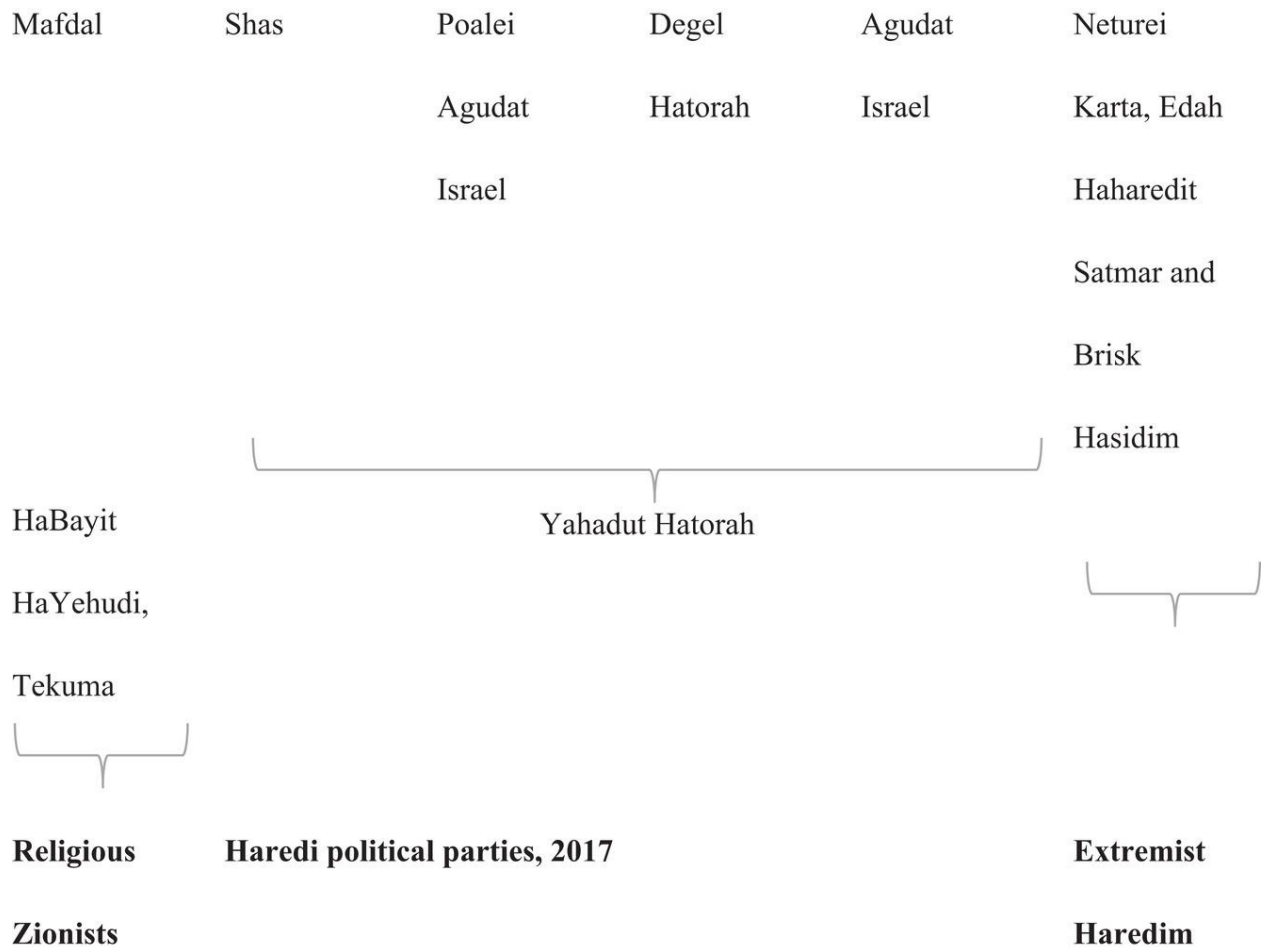 Mafdal Shas Poalei Degel Agudat Neturei
Agudat Hatorah Israel Karta, Edah
Israel Haharedit
Satmar and
Brisk
Hasidim
HaBayit Yahadut Hatorah
HaYehudi,
Tekuma
Religious Haredi political parties, 2017 Extremist
Zionists Haredim